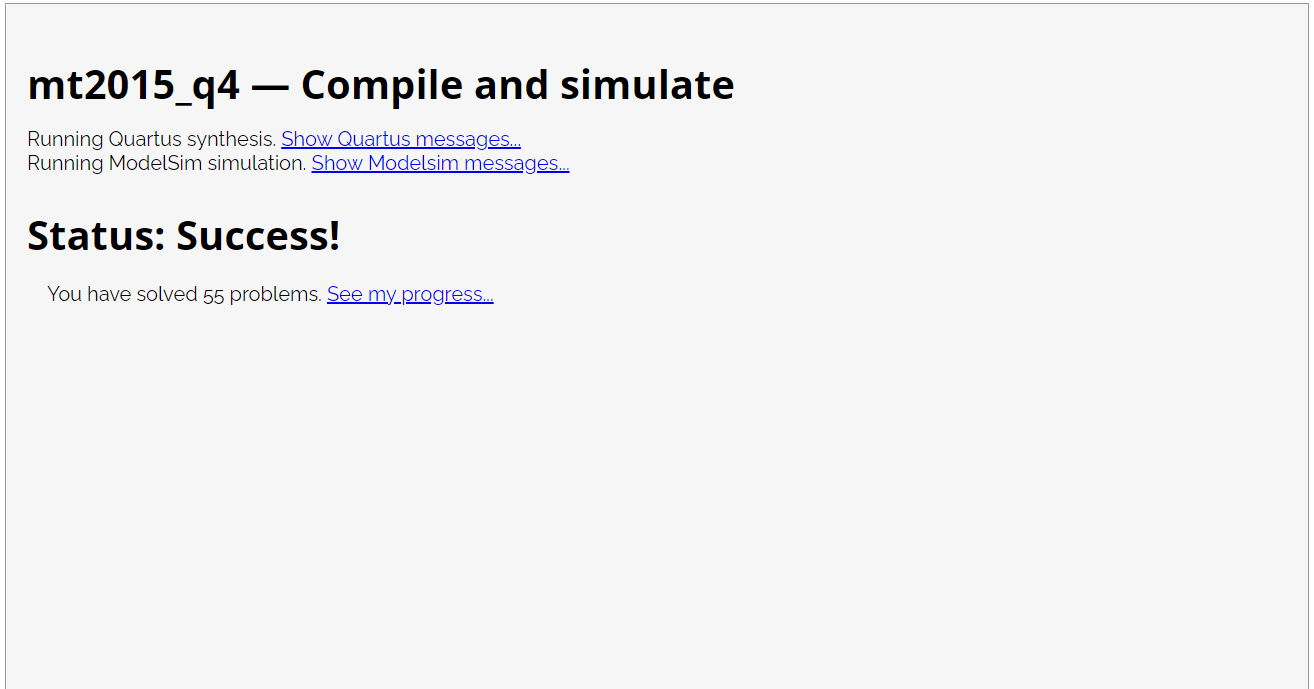 mt2015_q4 — Compile and simulate
Running Quartus synthesis. Show Quartus messages...
Running ModelSim simulation. Show Modelsim messages...
Status: Success!
You have solved 55 problems. See my progress...